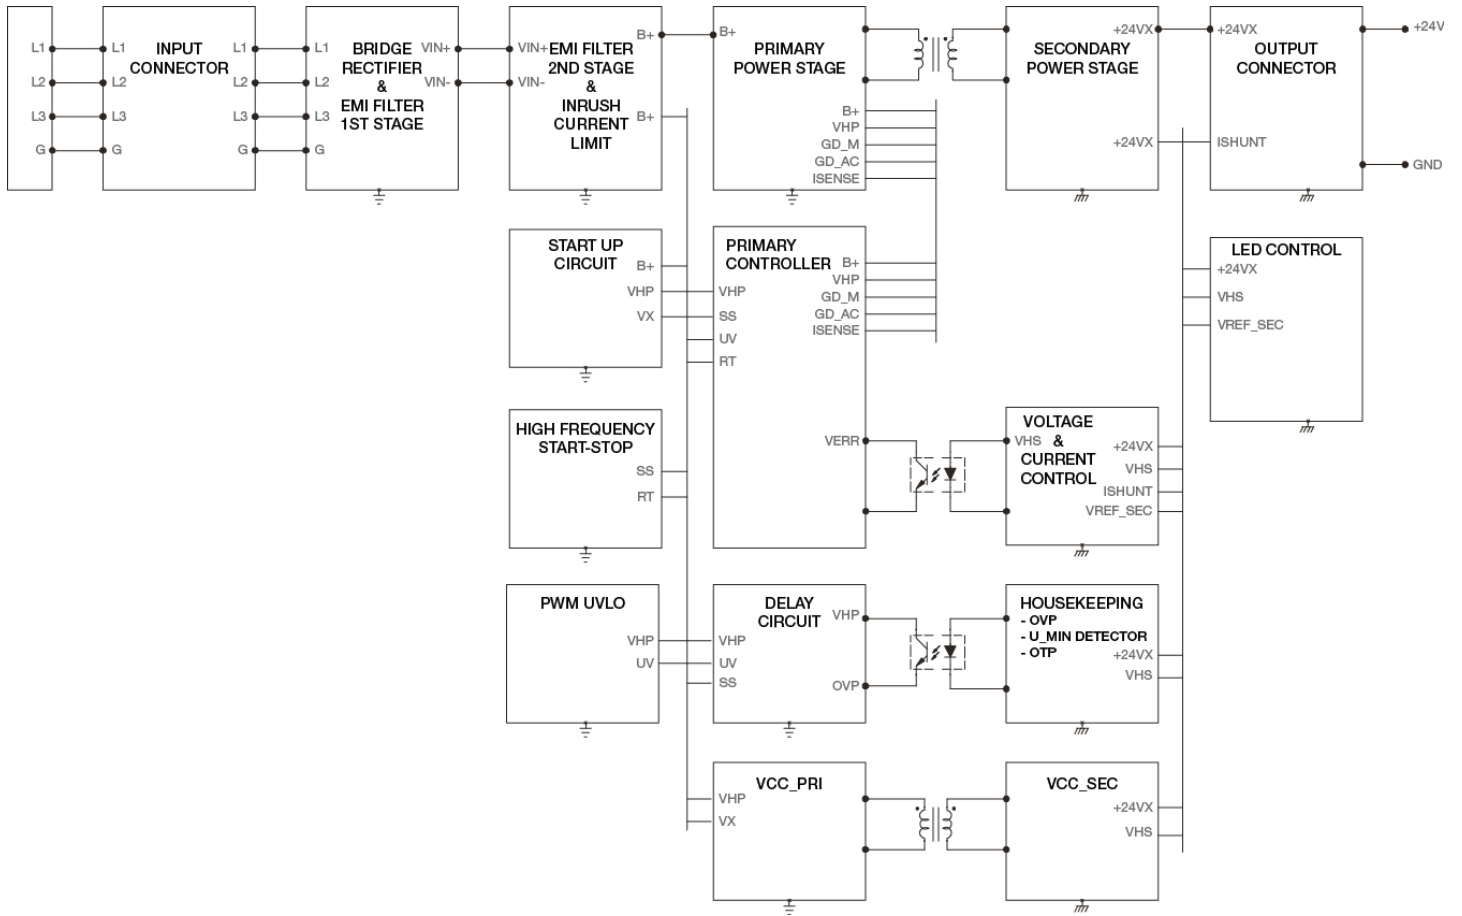 L1
L2
L3
G
INPUT
CONNECTOR
L1
L2
L3
G
L1
L2
L3
G
BRIDGE
RECTIFIER
&
EMI FILTER
1ST STAGE
L1
L2
L3
G
VIN+
VIN-
EMI FILTER
2ND STAGE
&
INRUSH
CURRENT
LIMIT
VIN+
VIN-
B+
B+
PRIMARY
POWER STAGE
B+
B+
VHP
GD_M
GD_AC
ISENSE
SECONDARY
POWER STAGE
+24VX
+24VX
OUTPUT
CONNECTOR
+24VX
ISHUNT
+24V
GND
START UP
CIRCUIT
B+
VHP
VX
PRIMARY
CONTROLLER
VHP
SS
UV
RT
B+
VHP
GD_M
GD_AC
ISENSE
VERR
LED CONTROL
+24VX
VHS
VREF_SEC
HIGH FREQUENCY
START-STOP
SS
RT
VOLTAGE
&
CURRENT
CONTROL
VHS
+24VX
VHS
ISHUNT
VREF_SEC
PWM UVLO
VHP
UV
DELAY
CIRCUIT
VHP
UV
SS
VHP
OVP
HOUSEKEEPING
- OVP
- U_MIN DETECTOR
- OTP
+24VX
VHS
VCC_PRI
VHP
VX
VCC_SEC
+24VX
VHS